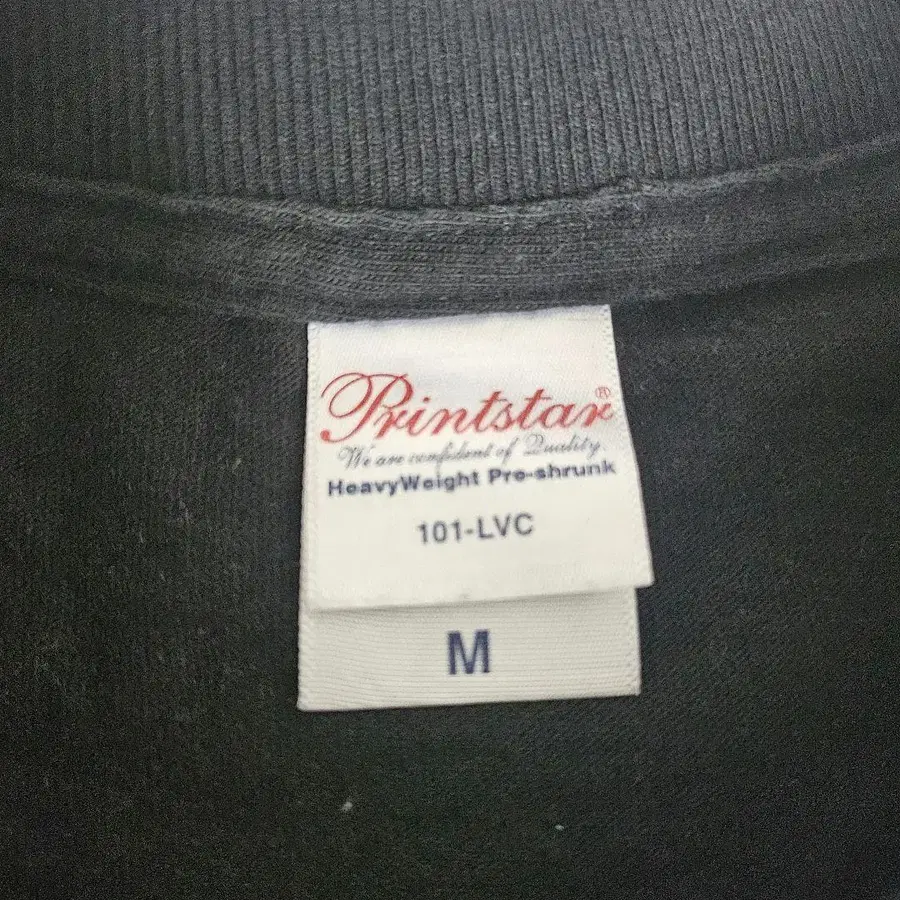 Printstar®
We are confident of Quality.
HeavyWeight Pre-shrunk
101-LVC
M